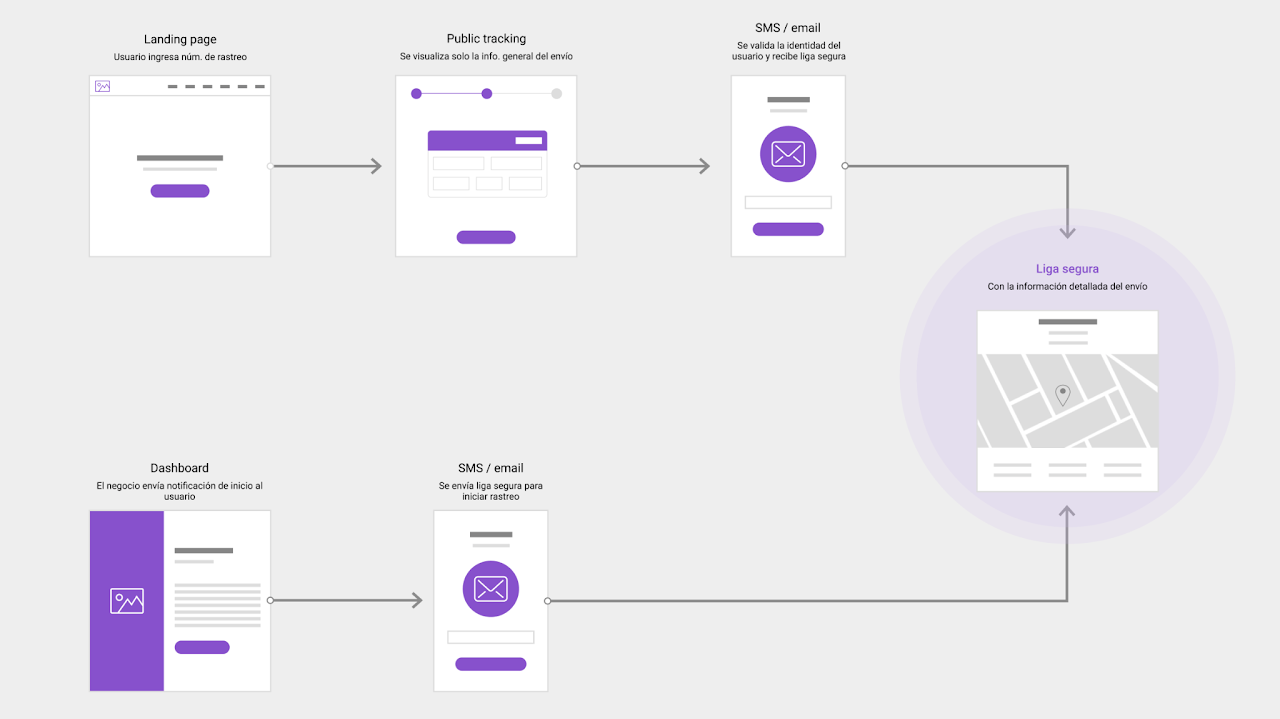 Landing page
Usuario ingresa núm. de rastreo
Public tracking
Se visualiza solo la info. general del envío
SMS / email
Se valida la identidad del
usuario y recibe liga segura
Liga segura
Con la información detallada del envío
Dashboard
El negocio envía notificación de inicio al
usuario
SMS / email
Se envía liga segura para
iniciar rastreo